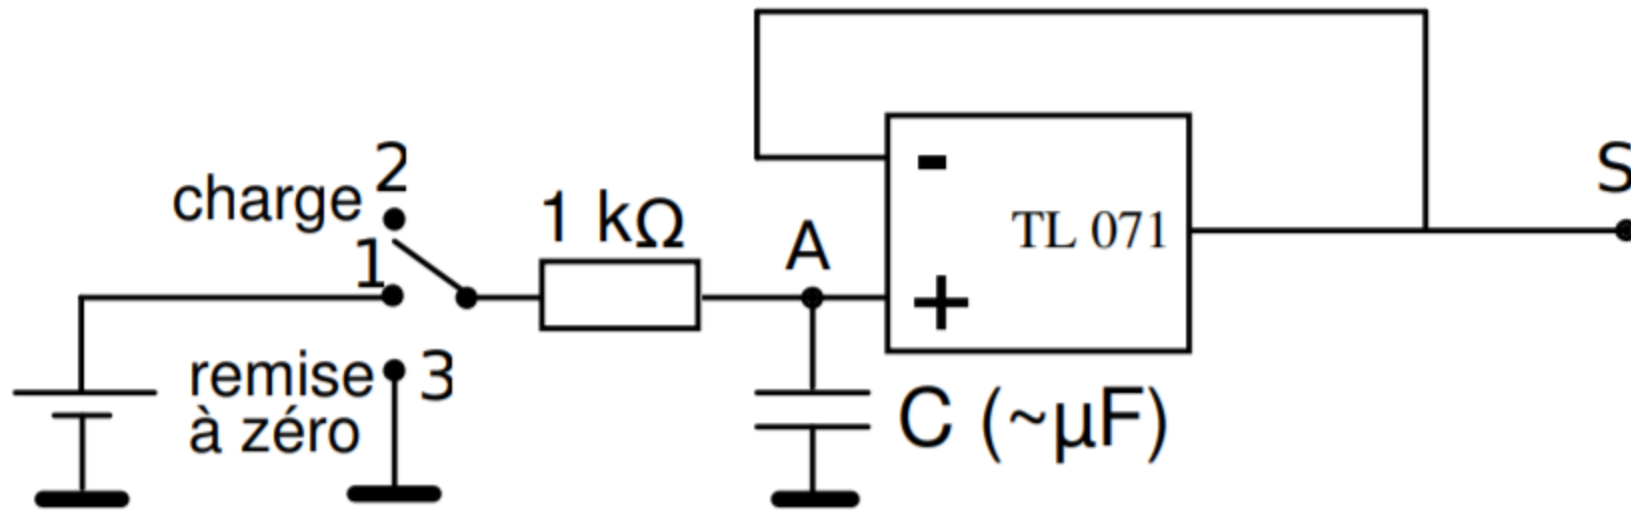 charge 2
1
remise 3
à zéro
1 kΩ
A
-
+
TL 071
C (~µF)
S